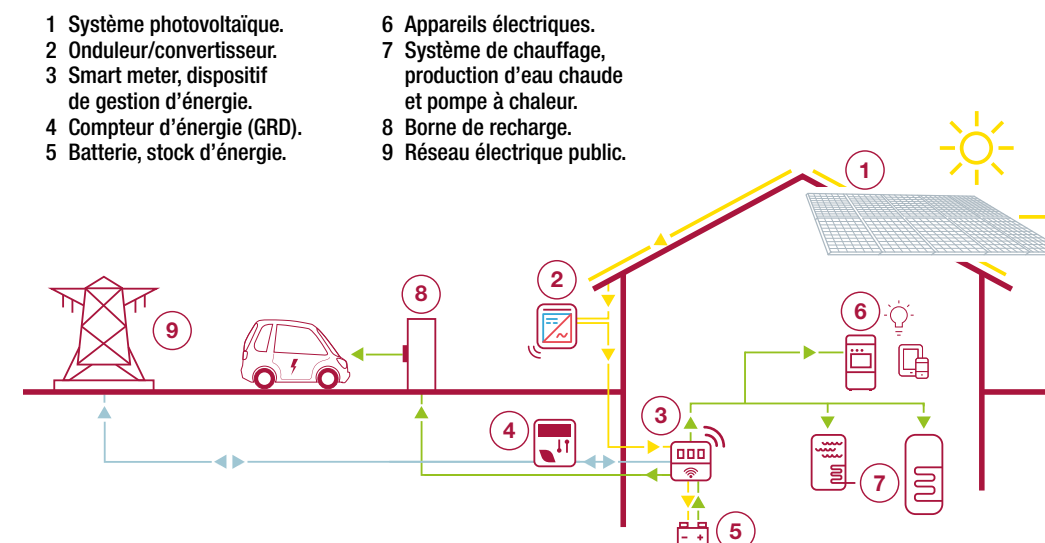 1 Système photovoltaïque.
2 Onduleur/convertisseur.
3 Smart meter, dispositif
de gestion d'énergie.
4 Compteur d'énergie (GRD).
5 Batterie, stock d'énergie.
6 Appareils électriques.
7 Système de chauffage,
production d'eau chaude
et pompe à chaleur.
8 Borne de recharge.
9 Réseau électrique public.
1
2
8
6
9
3
4
7
5